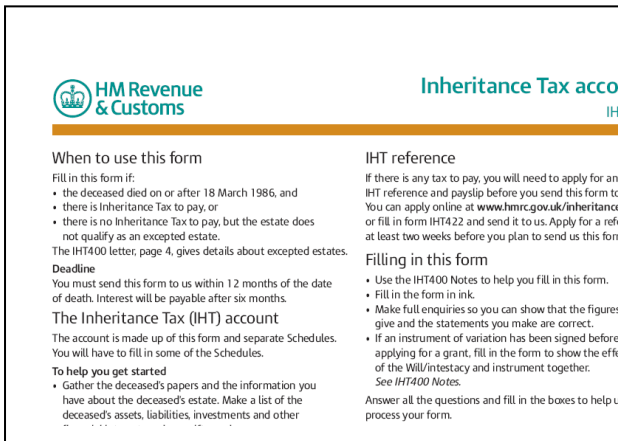 HM Revenue
& Customs
Inheritance Tax
When to use this form
Fill in this form if:
• the deceased died on or after 18 March 1986, and
• there is Inheritance Tax to pay, or
• there is no Inheritance Tax to pay, but the estate does
not qualify as an excepted estate.
The IHT400 letter, page 4, gives details about excepted estates.
Deadline
You must send this form to us within 12 months of the date
of death. Interest will be payable after six months.
The Inheritance Tax (IHT) account
The account is made up of this form and separate Schedules.
You will have to fill in some of the Schedules.
To help you get started
• Gather the deceased's papers and the information you
have about the deceased's estate. Make a list of the
deceased's assets, liabilities, investments and other
IHT reference
If there is any tax to pay, you will need to apply for an
IHT reference and payslip before you send this form to
You can apply online at www.hmrc.gov.uk/inheritance
or fill in form IHT422 and send it to us. Apply for a
at least two weeks before you plan to send us this
Filling in this form
• Use the IHT400 Notes to help you fill in this form.
• Fill in the form in ink.
• Make full enquiries so you can show that the figures
give and the statements you make are correct.
• If an instrument of variation has been signed before
applying for a grant, fill in the form to show the
of the Will/intestacy and instrument together.
See IHT400 Notes.
Answer all the questions and fill in the boxes to help
process your form.